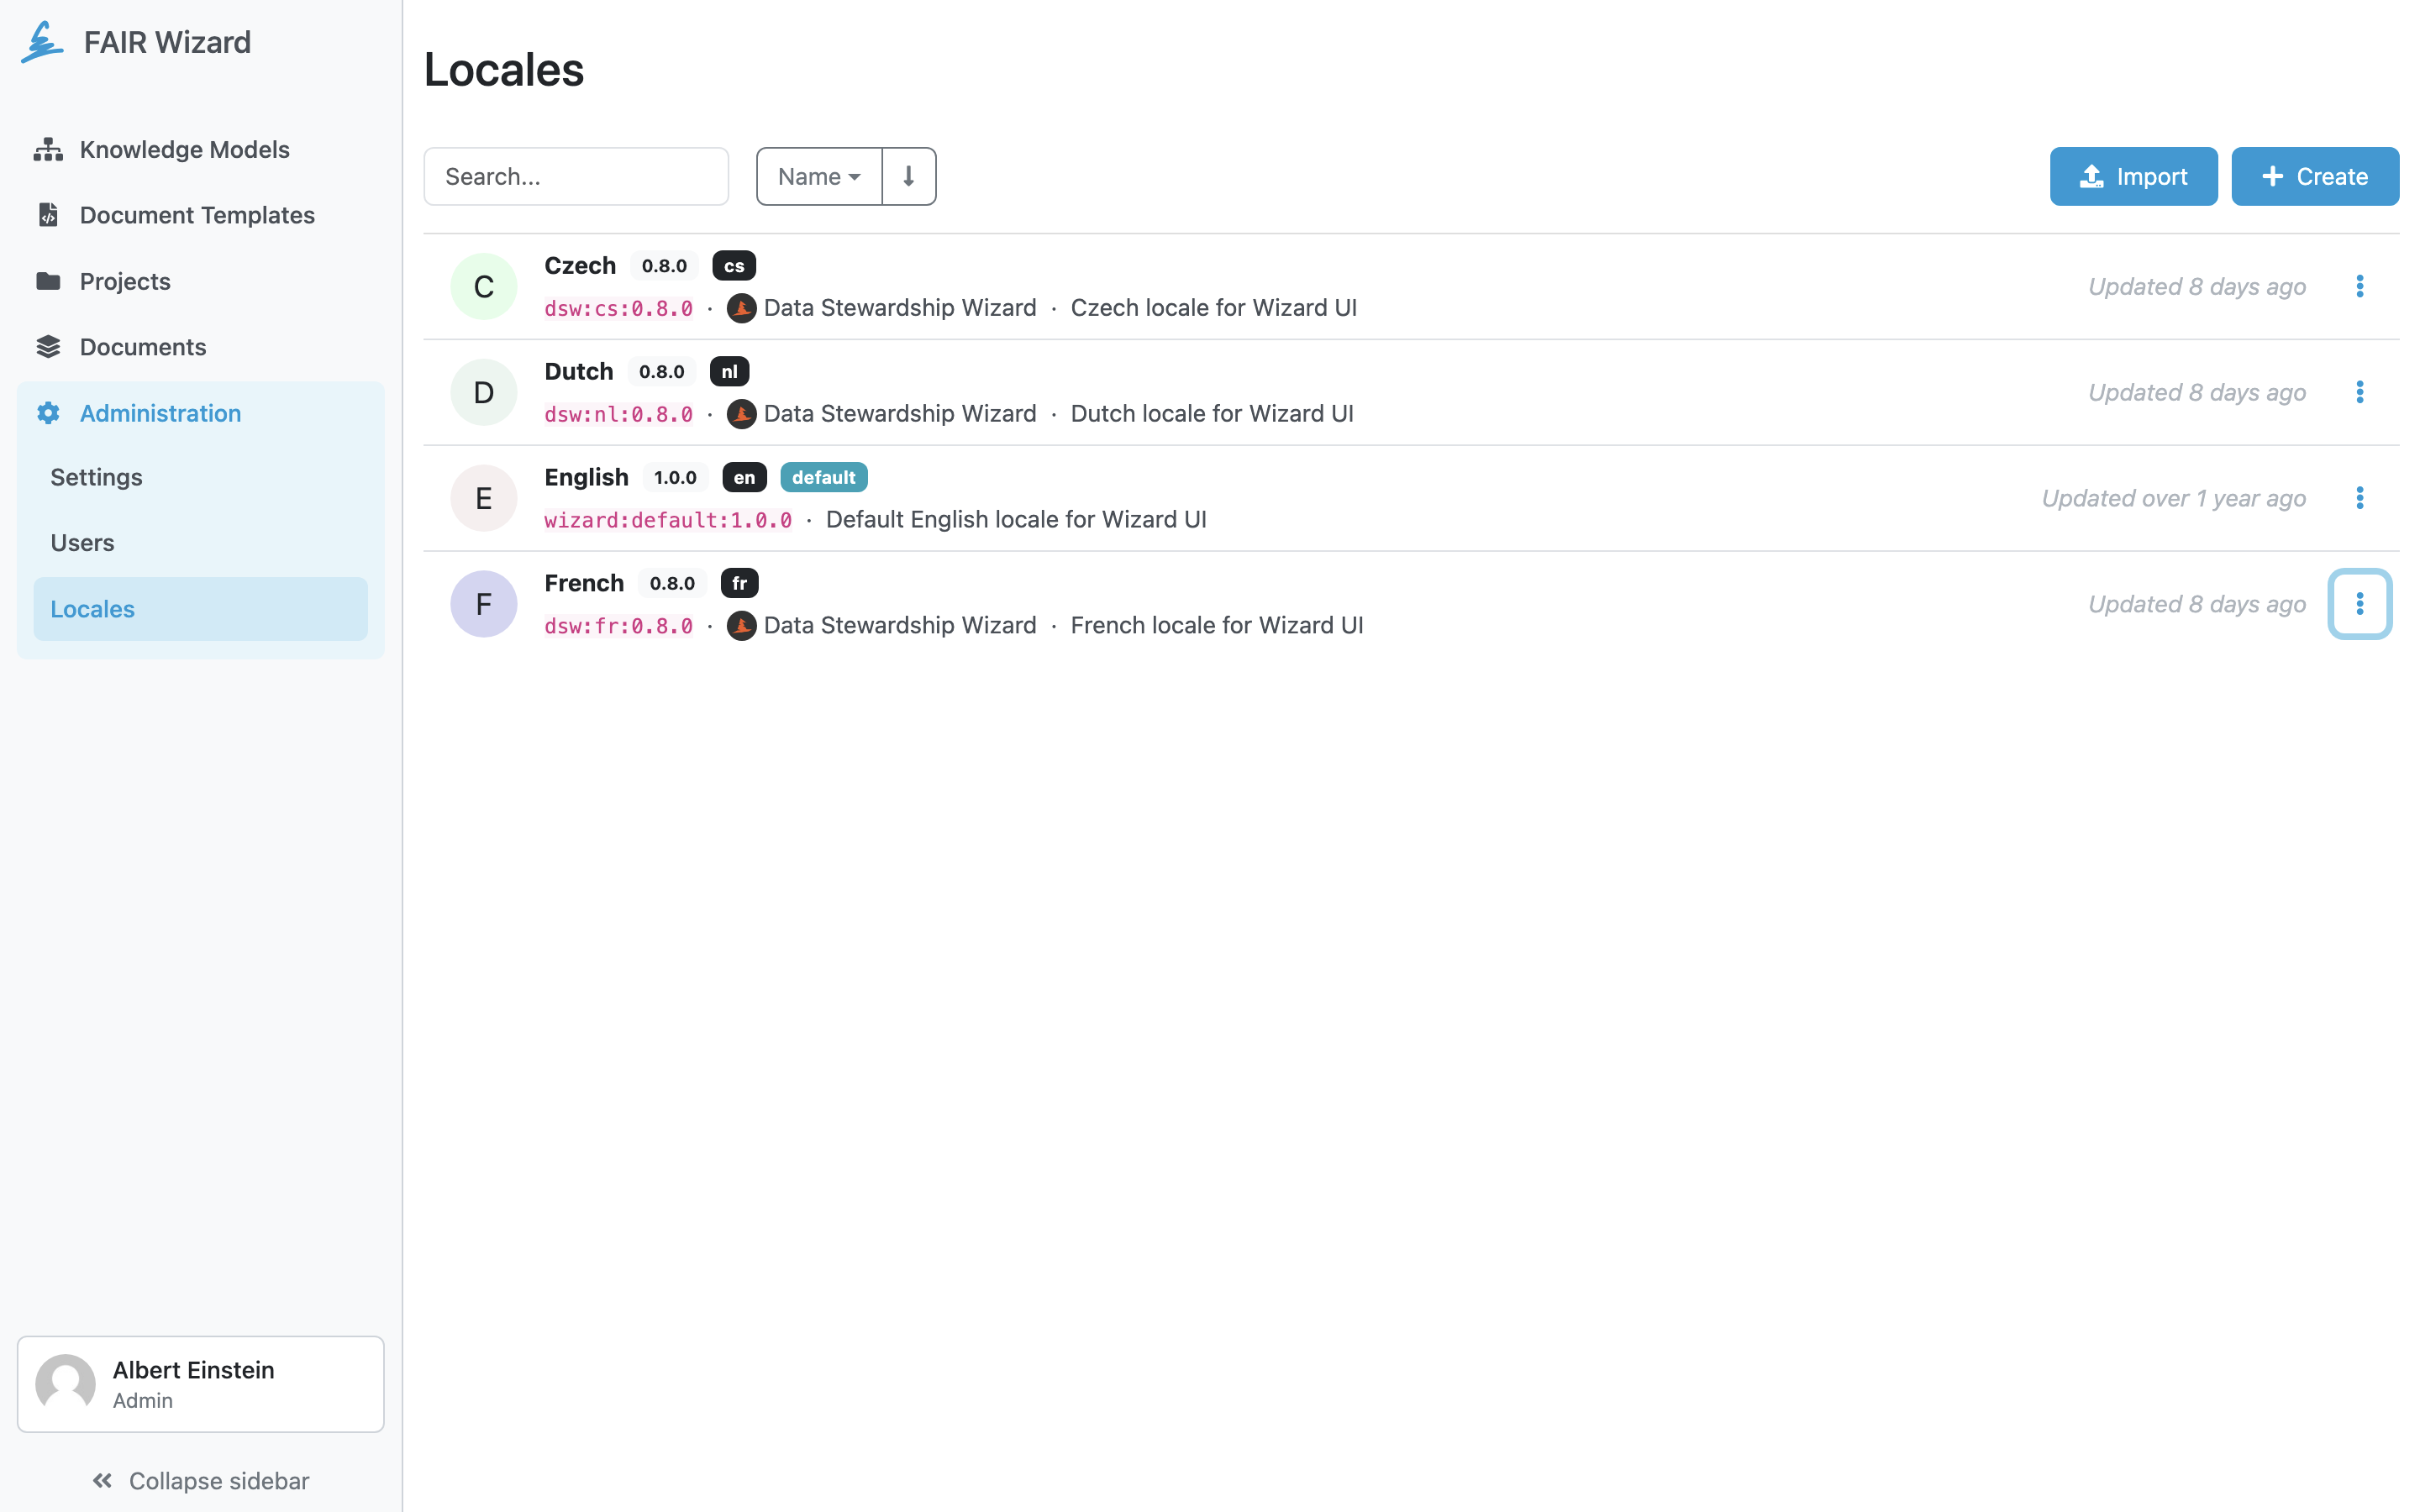 FAIR Wizard
Knowledge Models
Document Templates
Projects
Documents
Administration
Settings
Users
Locales
Albert Einstein
Admin
Collapse sidebar
Locales
Search...
Name
Import
Create
C
Czech 0.8.0 cs
dsw:cs:0.8.0 · Data Stewardship Wizard · Czech locale for Wizard UI
Updated 8 days ago
D
Dutch 0.8.0 nl
dsw:nl:0.8.0 · Data Stewardship Wizard · Dutch locale for Wizard UI
Updated 8 days ago
E
English 1.0.0 en default
wizard:default:1.0.0 · Default English locale for Wizard UI
Updated over 1 year ago
F
French 0.8.0 fr
dsw:fr:0.8.0 · Data Stewardship Wizard · French locale for Wizard UI
Updated 8 days ago